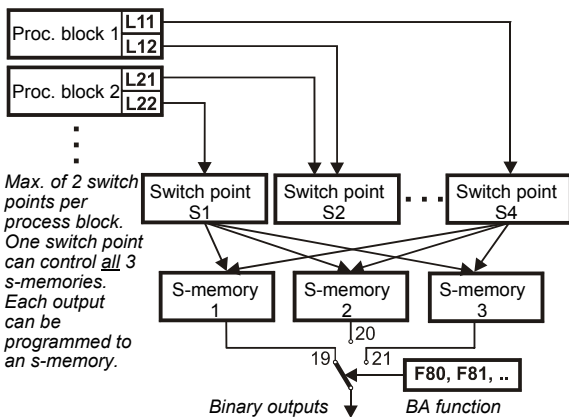 Proc. block 1
L11
L12
Proc. block 2
L21
L22
Max. of 2 switch
points per
process block.
One switch point
can control all 3
s-memories.
Each output
can be
programmed to
an s-memory.
Switch point
S1
Switch point
S2
Switch point
S4
S-memory
1
S-memory
2
S-memory
3
20
19
21
F80, F81, ..
Binary outputs
BA function